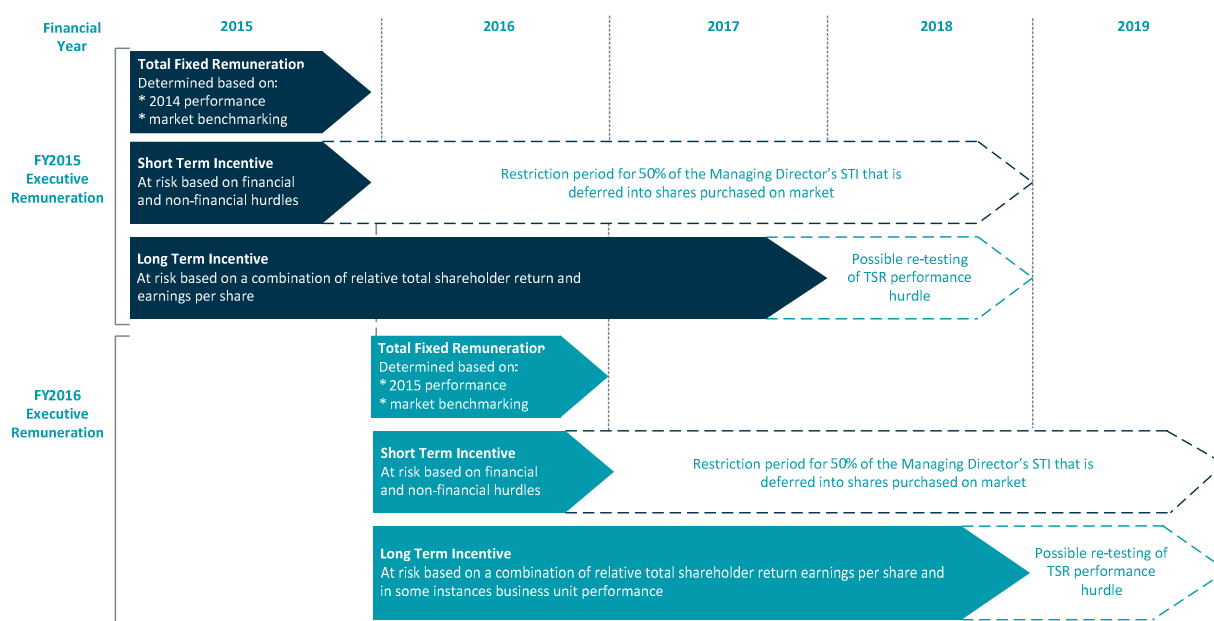 Financial
Year
2015
2016
2017
2018
2019
FY2015
Executive
Remuneration
Total Fixed Remuneration
Determined based on:
* 2014 performance
* market benchmarking
Short Term Incentive
At risk based on financial
and non-financial hurdles
Restriction period for 50% of the Managing Director's STI that is
deferred into shares purchased on market
Long Term Incentive
At risk based on a combination of relative total shareholder return and
earnings per share
Possible re-testing
of TSR performance
hurdle
FY2016
Executive
Remuneration
Total Fixed Remuneration
Determined based on:
* 2015 performance
* market benchmarking
Short Term Incentive
At risk based on financial
and non-financial hurdles
Restriction period for 50% of the Managing Director's STI that is
deferred into shares purchased on market
Long Term Incentive
At risk based on a combination of relative total shareholder return earnings per share and
in some instances business unit performance
Possible re-testing of
TSR performance
hurdle